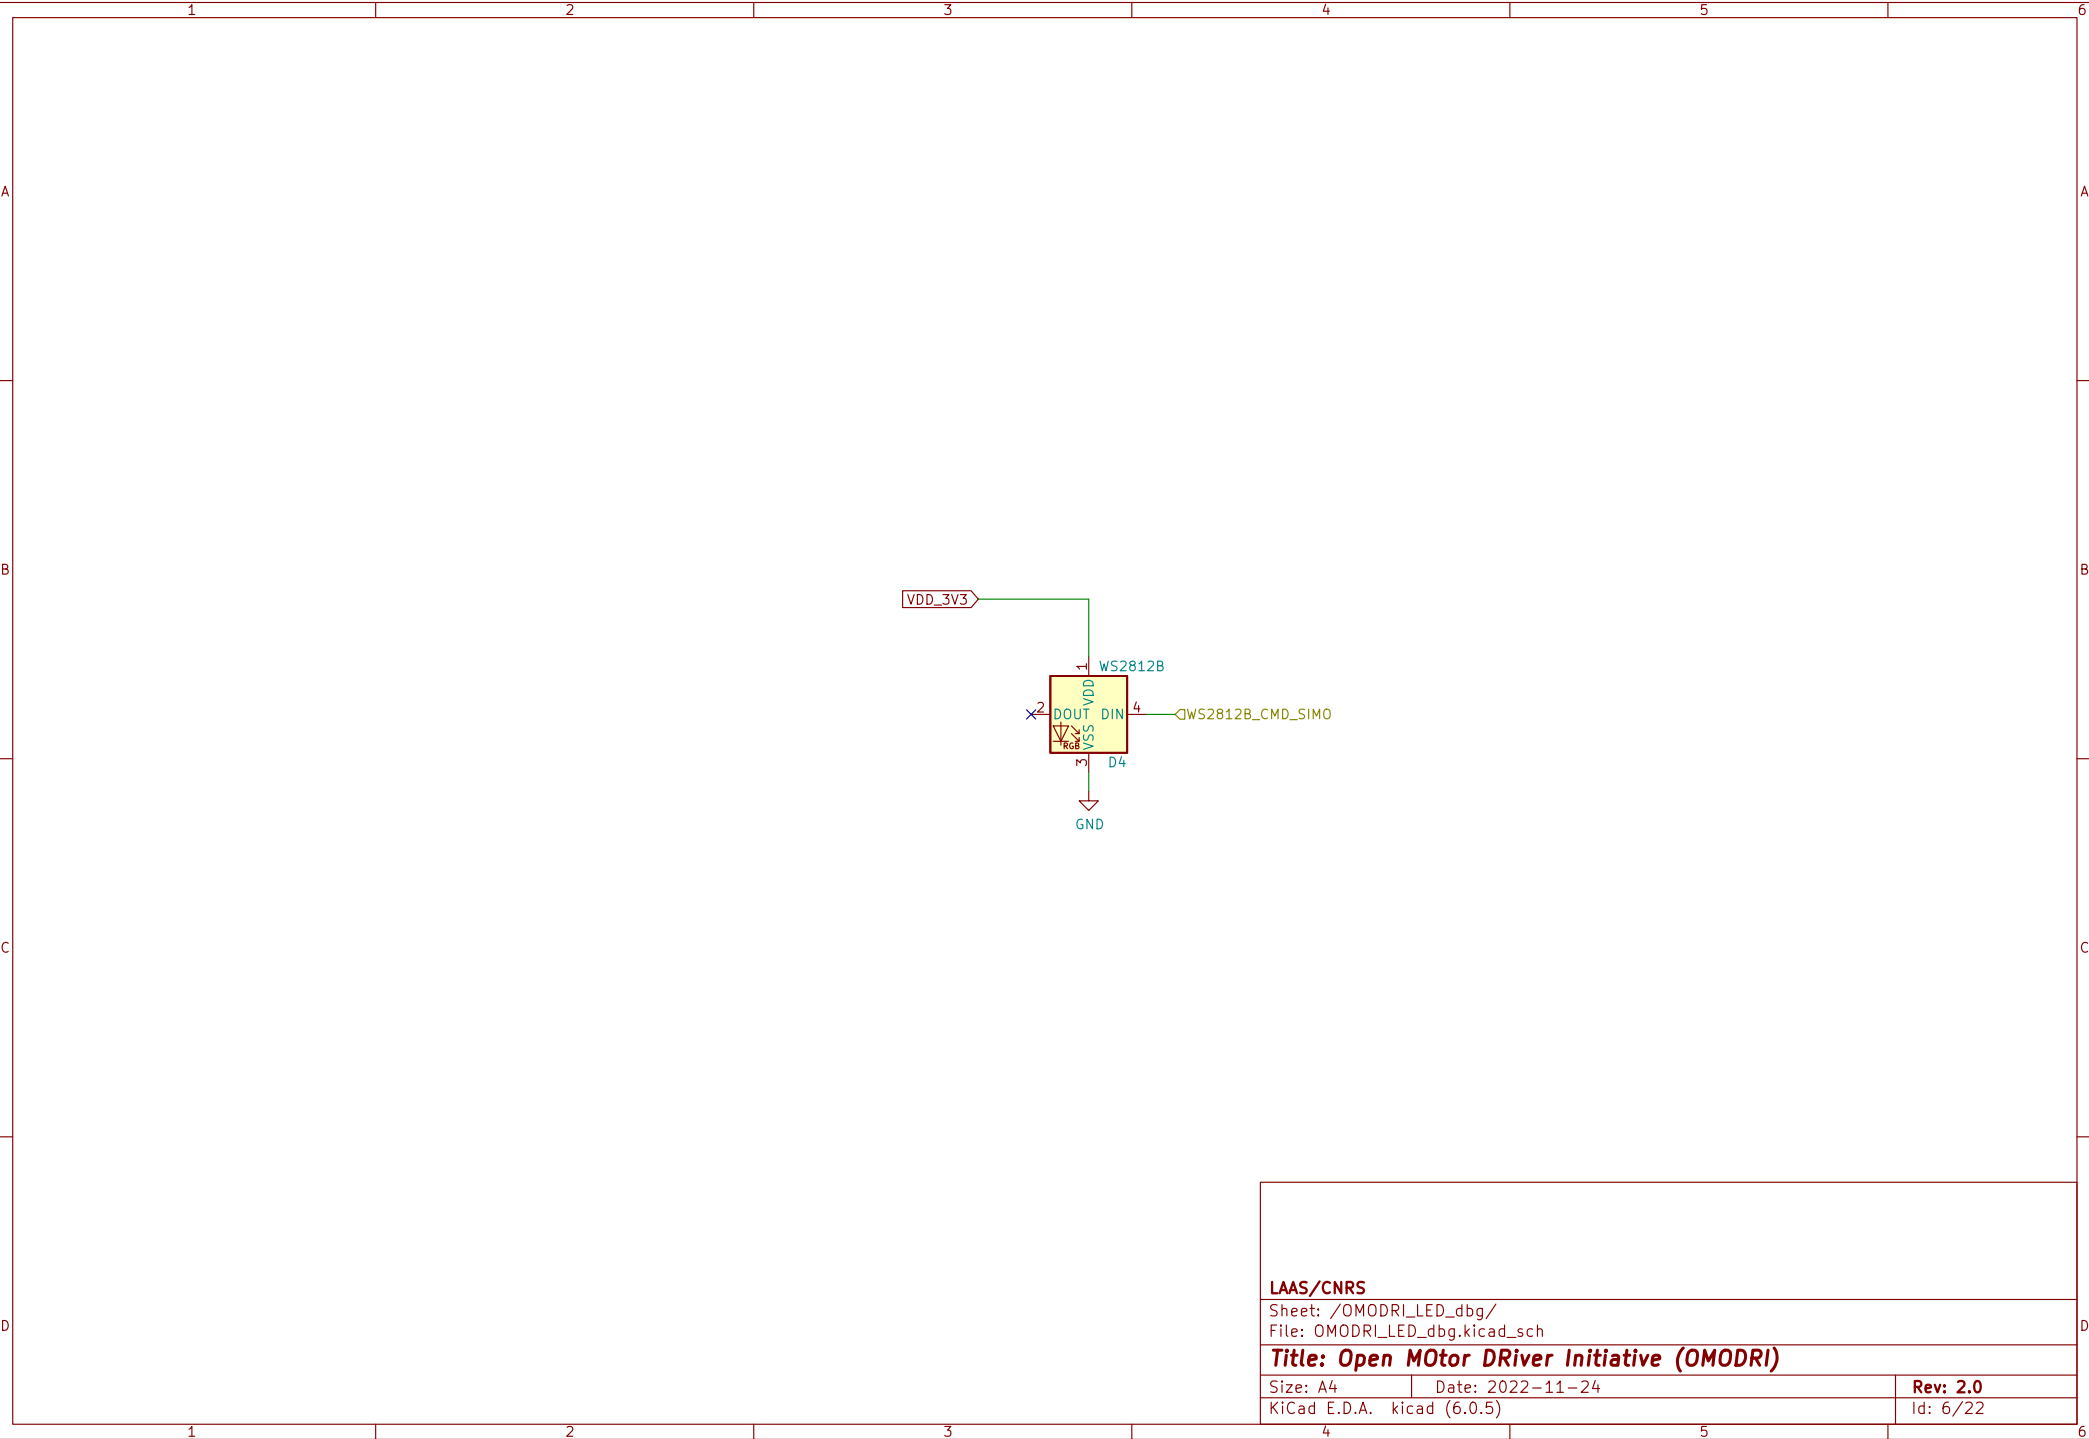 1 2 3 4 5 6
A A
B B
VDD_3V3
1 WS2812B
VDD
2 DOUT DIN 4 WS2812B_CMD_SIMO
VSS
RGB
3 D4
GND
C C
LAAS/CNRS
Sheet: /OMODRI_LED_dbg/
File: OMODRI_LED_dbg.kicad_sch
D D
Title: Open MOtor DRiver Initiative (OMODRI)
Size: A4 Date: 2022-11-24 Rev: 2.0
KiCad E.D.A. kicad (6.0.5) Id: 6/22
1 2 3 4 5 6